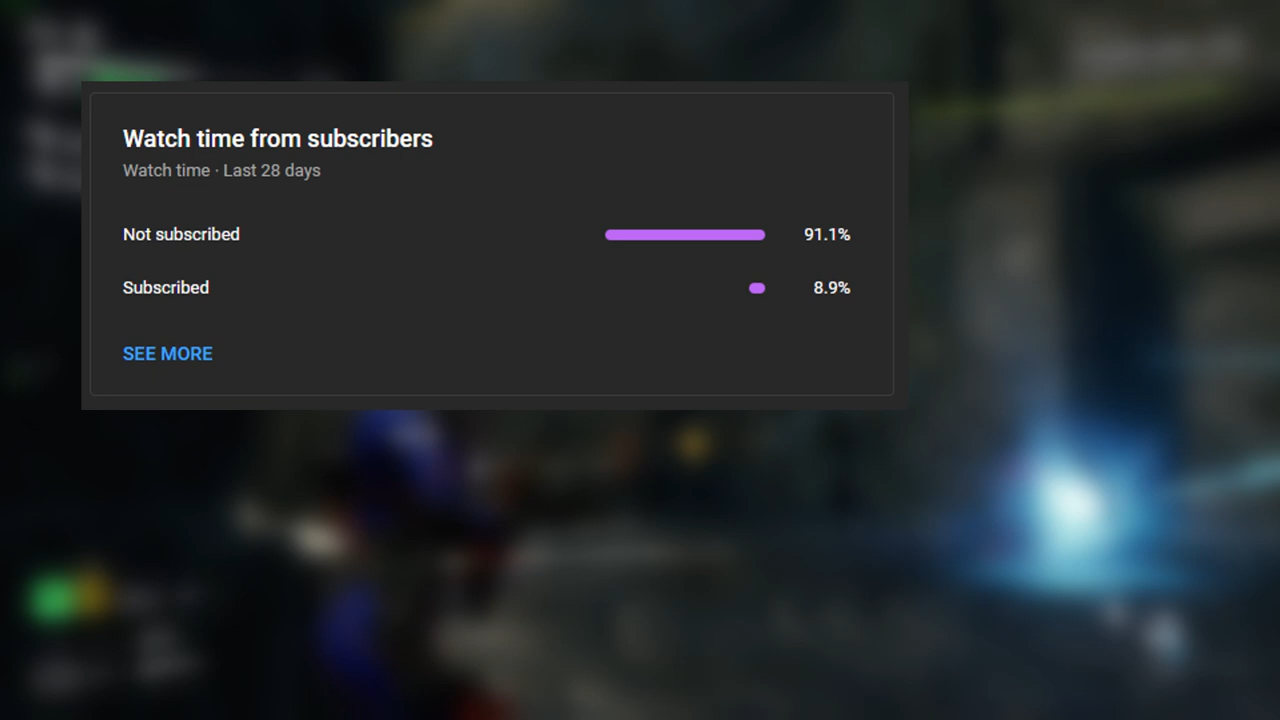 Watch time from subscribers
Watch time · Last 28 days
Not subscribed 91.1%
Subscribed 8.9%
SEE MORE